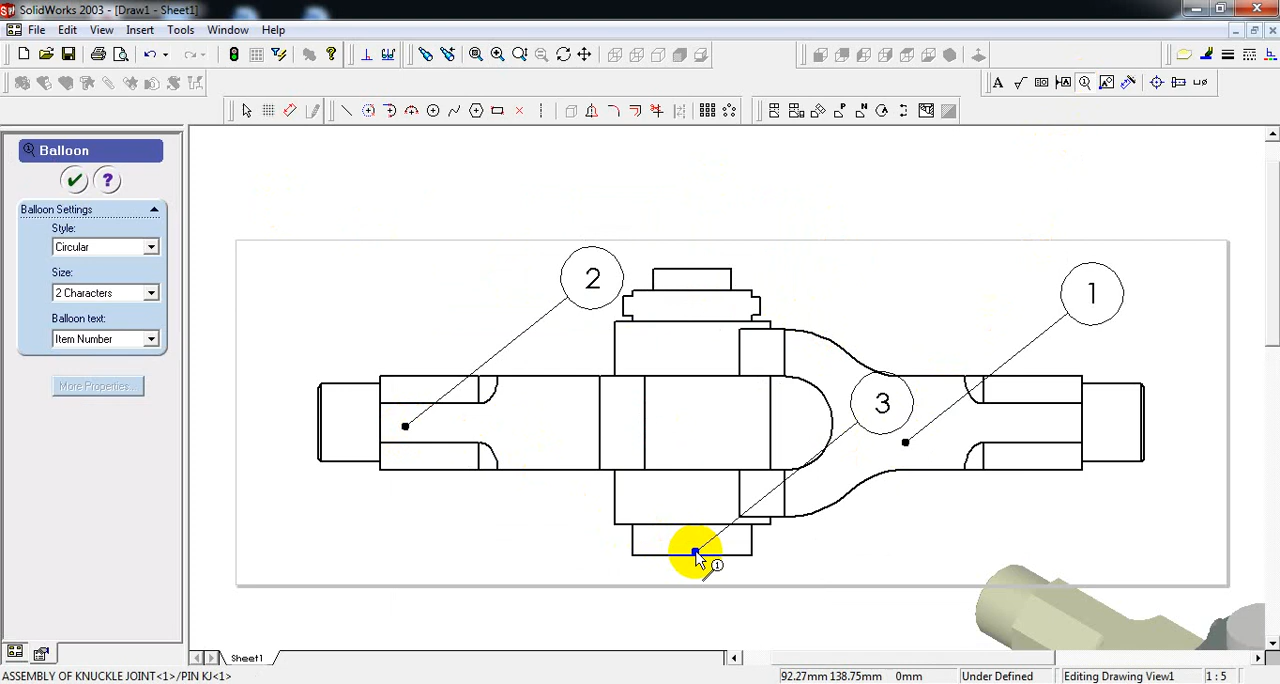 SolidWorks 2003 - [Draw1 - Sheet1]
File Edit View Insert Tools Window Help
Balloon
Balloon Settings
Style:
Circular
Size:
2 Characters
Balloon text:
Item Number
More Properties...
2
1
3
Sheet1
ASSEMBLY OF KNUCKLE JOINT<1>/PIN KJ<1>
92.27mm 138.75mm 0mm Under Defined Editing Drawing View1 1 : 5